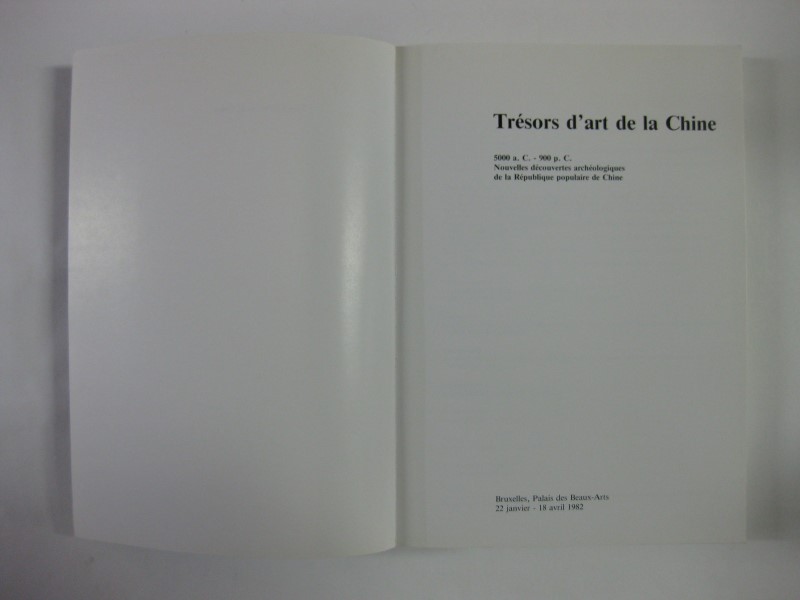 Trésors d'art de la Chine
5000 a. C. - 900 p. C.
Nouvelles découvertes archéologiques
de la République populaire de Chine
Bruxelles, Palais des Beaux-Arts
22 janvier - 18 avril 1982